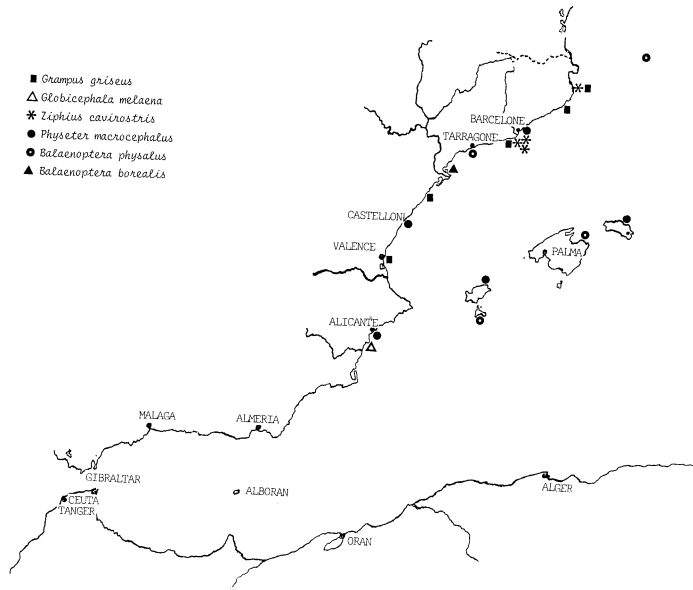 Grampus griseus
Globicephala melaena
Ziphius cavirostris
Physeter macrocephalus
Balaenoptera physalus
Balaenoptera borealis
BARCELONE
TARRAGONE
CASTELLON
VALENCE
PALMA
ALICANTE
MALAGA
ALMERIA
GIBRALTAR
CEUTA
TANGER
ALBORAN
ALGER
ORAN